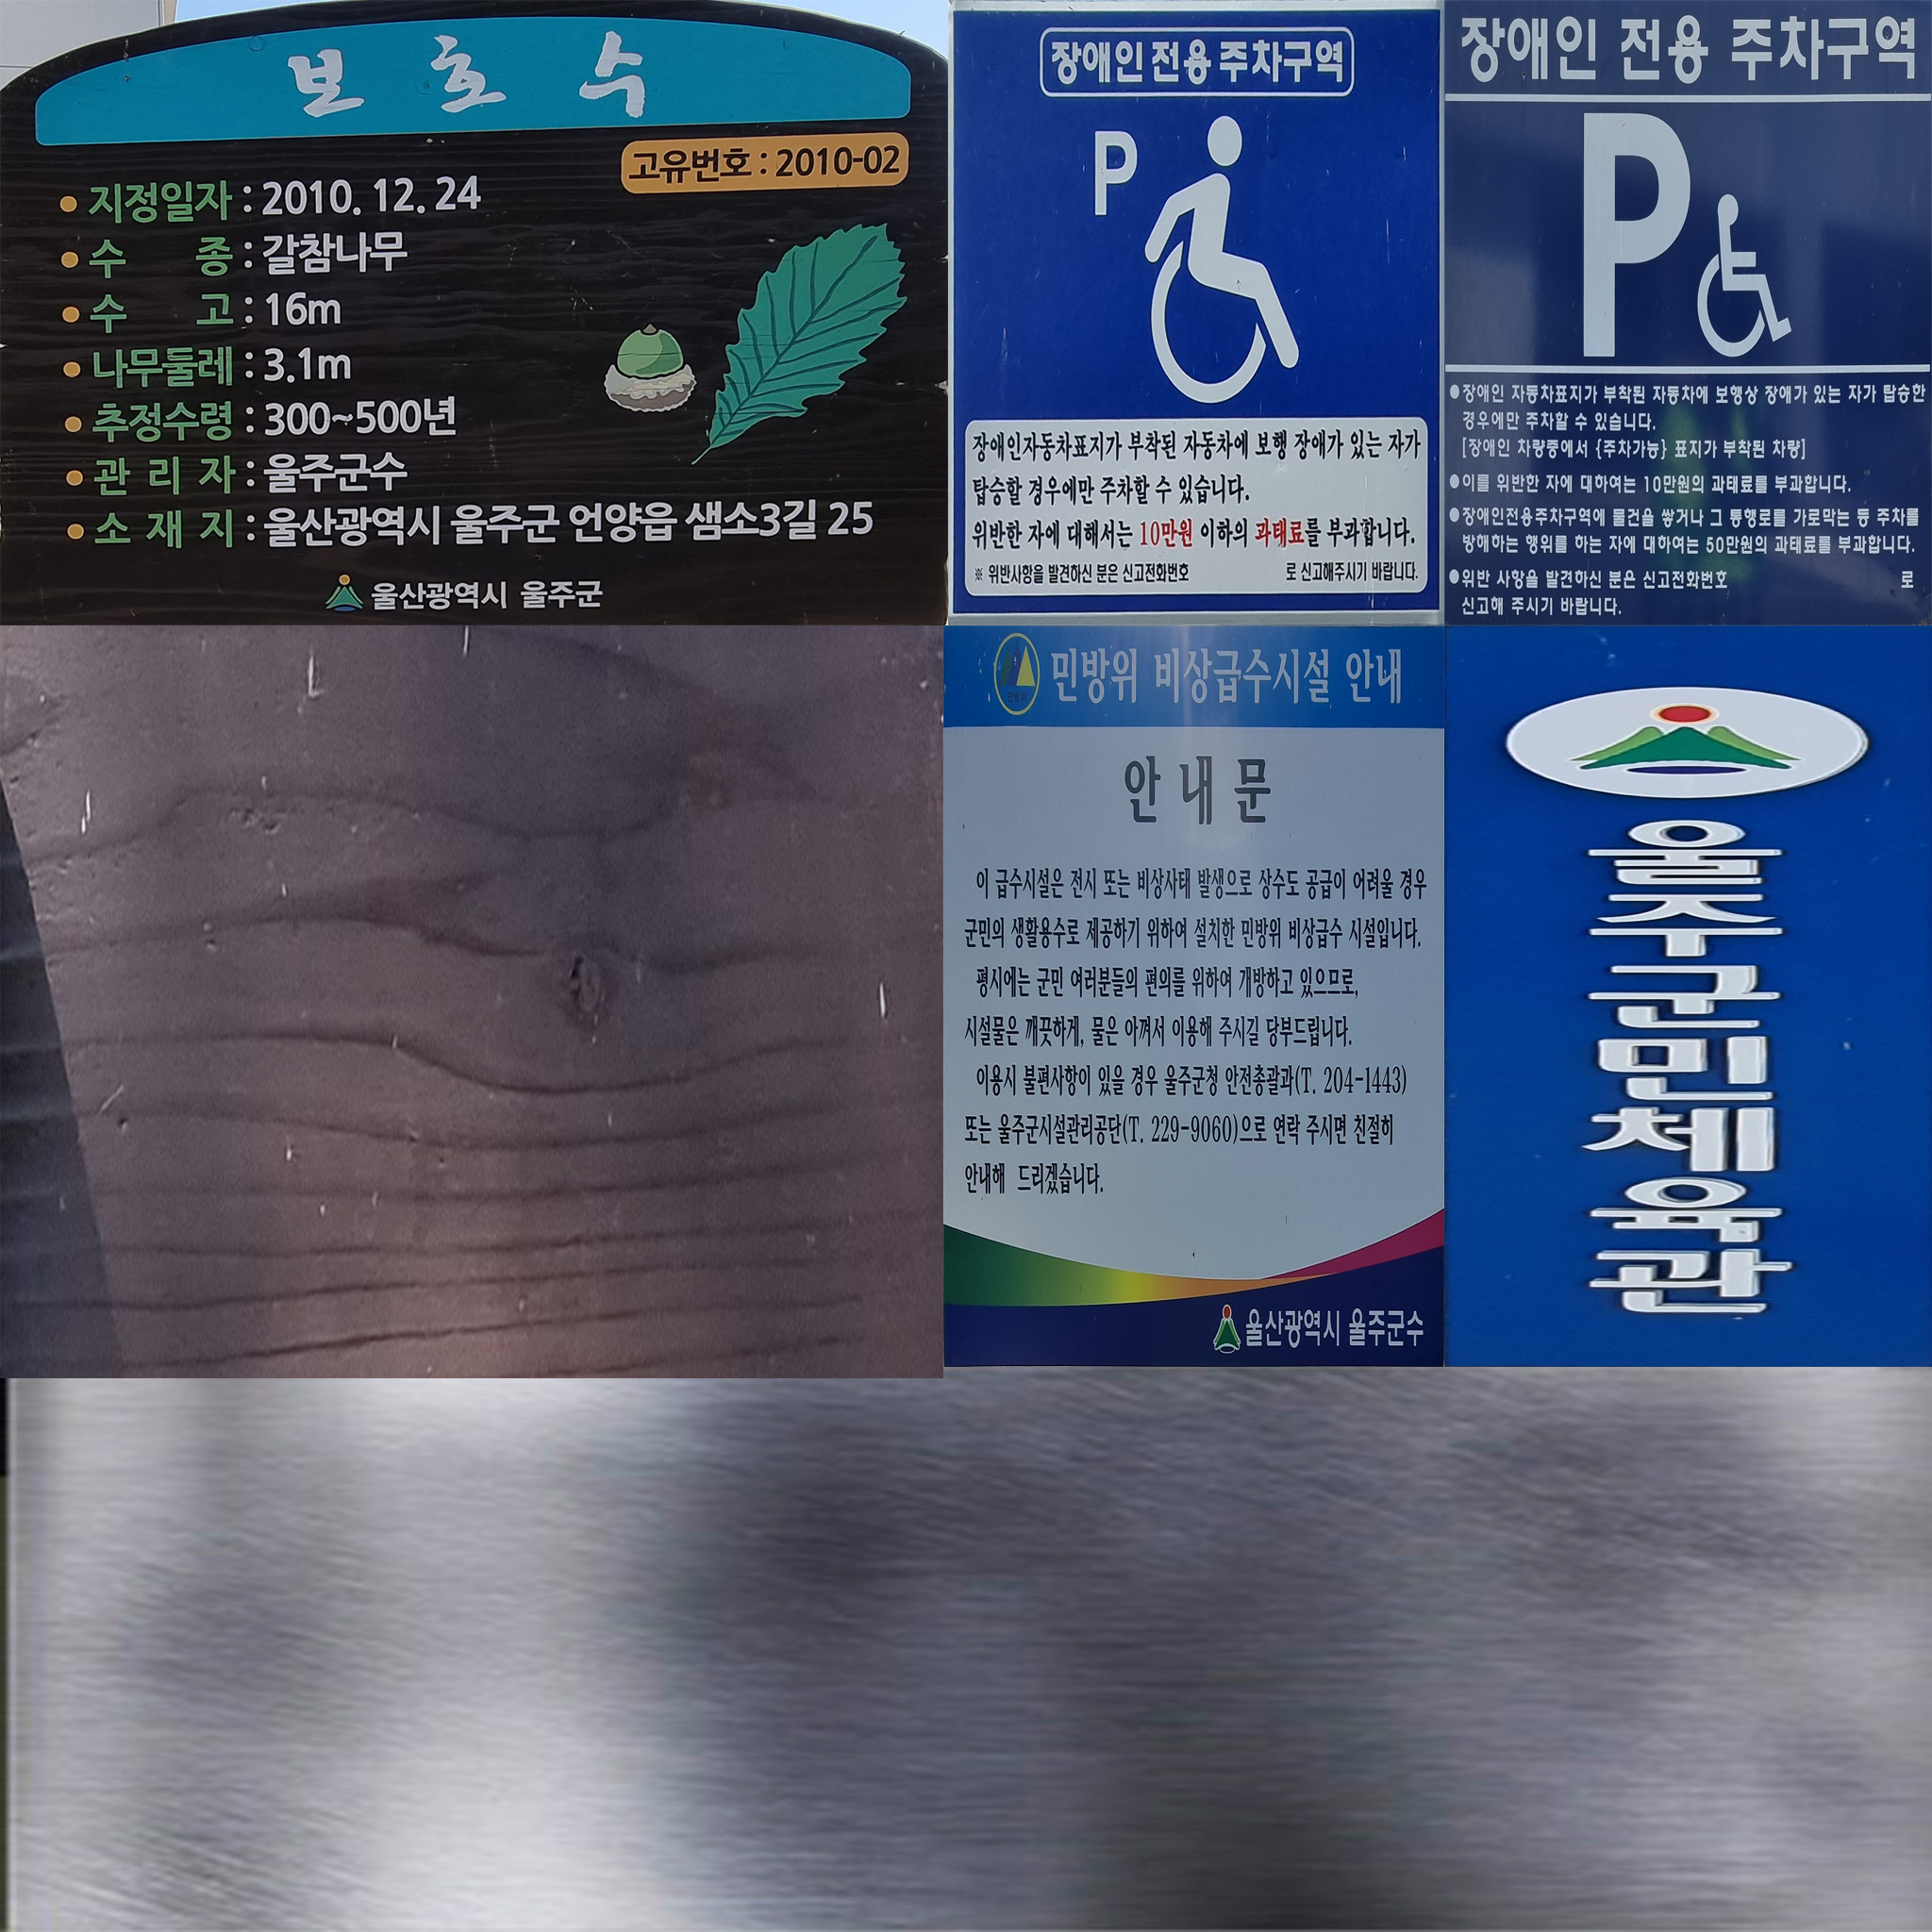 보호수
고유번호 : 2010-02
지정일자 : 2010. 12. 24
수 종 : 갈참나무
수 고 : 16m
나무둘레 : 3.1m
추정수령 : 300~500년
관 리 자 : 울주군수
소 재 지 : 울산광역시 울주군 언양읍 샘소3길 25
울산광역시 울주군
장애인 전용 주차구역
P
장애인자동차표지가 부착된 자동차에 보행 장애가 있는 자가
탑승할 경우에만 주차할 수 있습니다.
위반한 자에 대해서는 10만원 이하의 과태료를 부과합니다.
※ 위반사항을 발견하신 분은 신고전화번호 로 신고해주시기 바랍니다.
장애인 전용 주차구역
P
●장애인 자동차표지가 부착된 자동차에 보행상 장애가 있는 자가 탑승한
경우에만 주차할 수 있습니다.
[장애인 차량중에서 {주차가능} 표지가 부착된 차량]
●이를 위반한 자에 대하여는 10만원의 과태료를 부과합니다.
●장애인전용주차구역에 물건을 쌓거나 그 통행로를 가로막는 등 주차를
방해하는 행위를 하는 자에 대하여는 50만원의 과태료를 부과합니다.
●위반 사항을 발견하신 분은 신고전화번호 로
신고해 주시기 바랍니다.
민방위 비상급수시설 안내
안내문
이 급수시설은 전시 또는 비상사태 발생으로 상수도 공급이 어려울 경우
군민의 생활용수로 제공하기 위하여 설치한 민방위 비상급수 시설입니다.
평시에는 군민 여러분들의 편의를 위하여 개방하고 있으므로,
시설물은 깨끗하게, 물은 아껴서 이용해 주시길 당부드립니다.
이용시 불편사항이 있을 경우 울주군청 안전총괄과(T. 204-1443)
또는 울주군시설관리공단(T. 229-9060)으로 연락 주시면 친절히
안내해 드리겠습니다.
울산광역시 울주군수
울주군민체육관